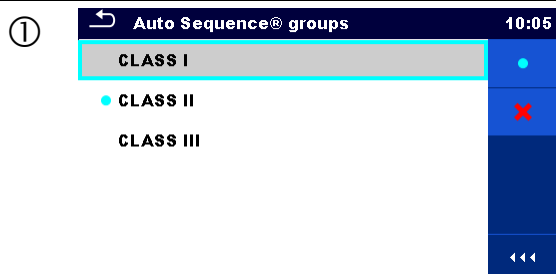 ①
Auto Sequence® groups 10:05
CLASS I
CLASS II
CLASS III